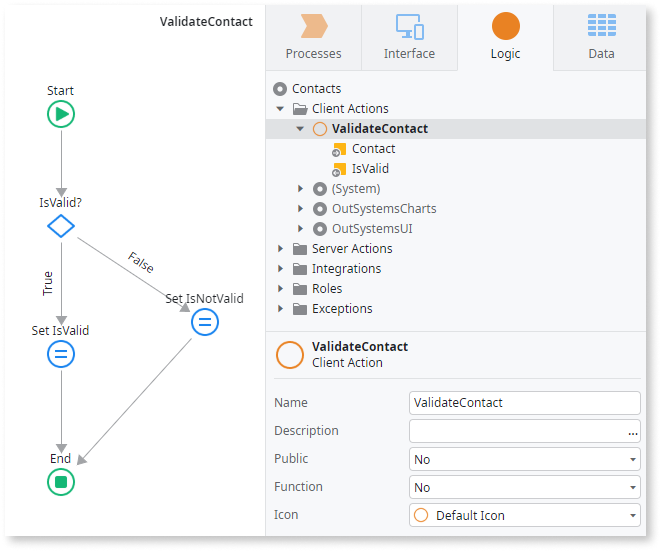 ValidateContact
Start
IsValid?
True
False
Set IsNotValid
Set IsValid
End
Processes
Interface
Logic
Data
Contacts
Client Actions
ValidateContact
Contact
IsValid
(System)
OutSystemsCharts
OutSystemsUI
Server Actions
Integrations
Roles
Exceptions
ValidateContact
Client Action
Name ValidateContact
Description ...
Public No
Function No
Icon Default Icon